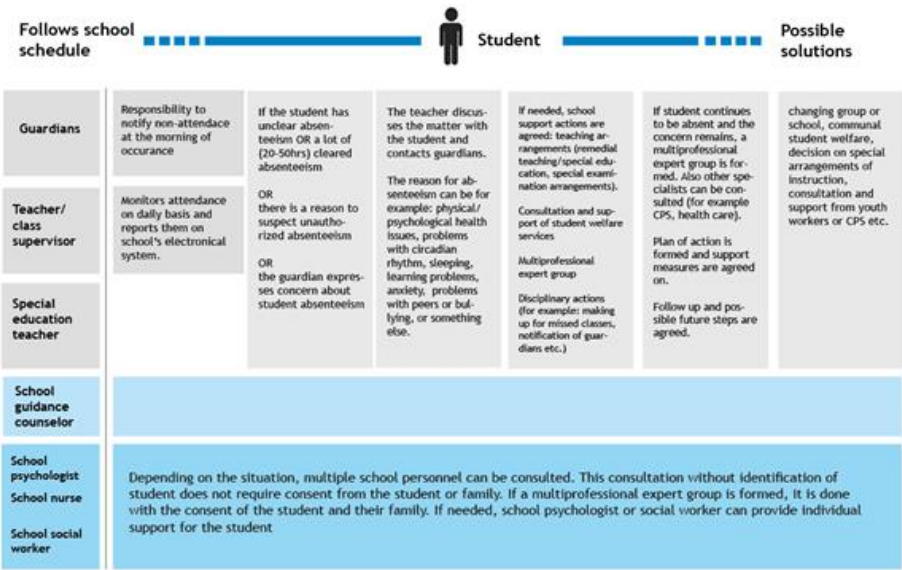 Follows school
schedule
Student
Possible
solutions
Guardians
Responsibility to
notify non-attendace
at the morning of
occurance
Teacher/
class
supervisor
Monitors attendance
on daily basis and
reports them on
school's electronical
system.
Special
education
teacher
If the student has
unclear absen-
teeism OR a lot of
(20-50hrs) cleared
absenteeism
OR
there is a reason to
suspect unautho-
rized absenteeism
OR
the guardian expres-
ses concern about
student absenteeism
The teacher discus-
ses the matter with
the student and
contacts guardians.
The reason for ab-
senteeism can be for
example: physical/
psychological health
issues, problems
with circadian
rhythm, sleeping,
learning problems,
anxiety, problems
with peers or bul-
lying, or something
else.
If needed, school
support actions are
agreed: teaching ar-
rangements (remedial
teaching/special edu-
cation, special exami-
nation arrangements).
Consultation and sup-
port of student welfare
services
Multiprofessional
expert group
Disciplinary actions
(for example: making
up for missed classes,
notification of guar-
dians etc.)
If student continues
to be absent and the
concern remains, a
multiprofessional
expert group is for-
med. Also other spe-
cialists can be con-
sulted (for example
CPS, health care).
Plan of action is
formed and support
measures are agreed
on.
Follow up and pos-
sible future steps are
agreed.
changing group or
school, communal
student welfare,
decision on special
arrangements of
instruction,
consultation and
support from youth
workers or CPS etc.
School
guidance
counselor
School
psychologist
School nurse
School social
worker
Depending on the situation, multiple school personnel can be consulted. This consultation without identification of
student does not require consent from the student or family. If a multiprofessional expert group is formed, it is done
with the consent of the student and their family. If needed, school psychologist or social worker can provide individual
support for the student